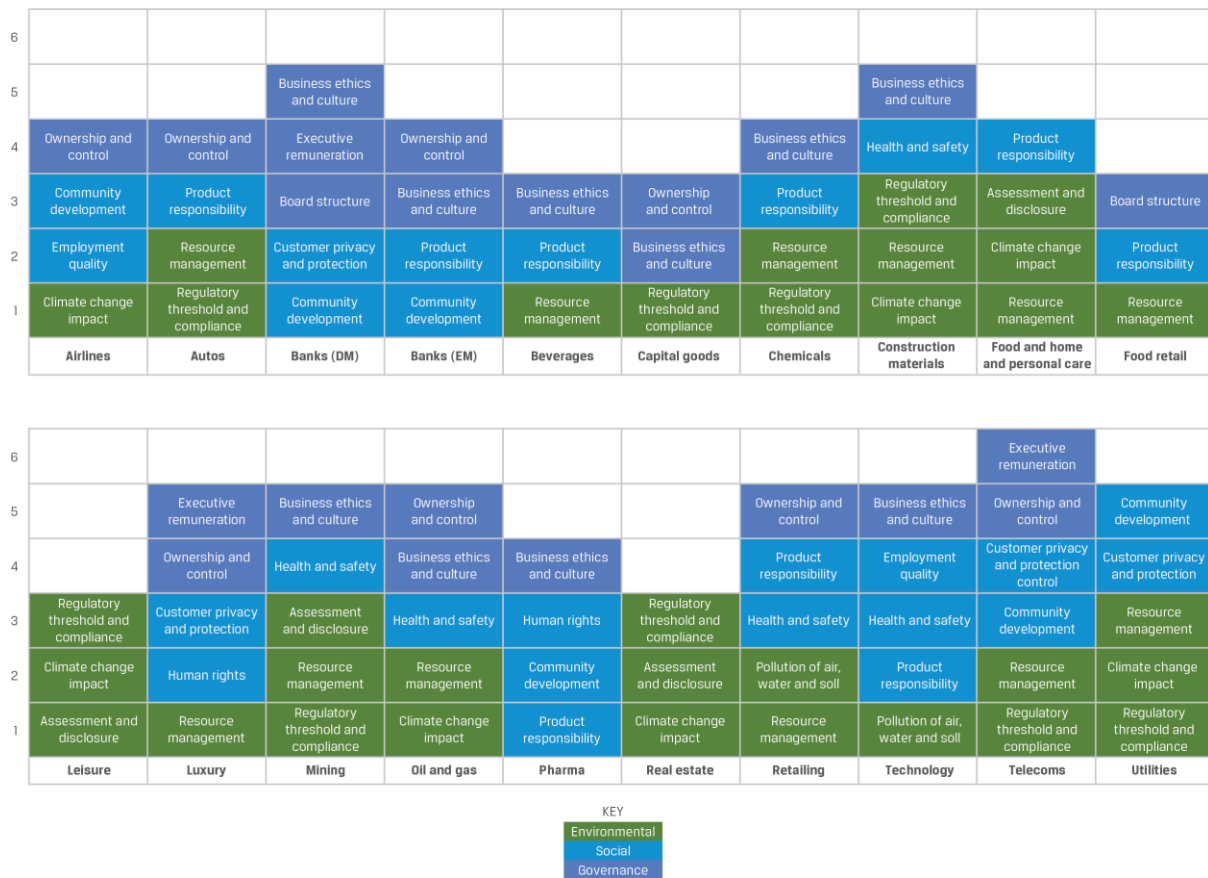 6
5
Business ethics
and culture
Business ethics
and culture
4
Ownership and
control
Ownership and
control
Executive
remuneration
Ownership and
control
Business ethics
and culture
Health and safety
Product
responsibility
3
Community
development
Product
responsibility
Board structure
Business ethics
and culture
Business ethics
and culture
Ownership
and control
Product
responsibility
Regulatory
threshold and
compliance
Assessment and
disclosure
Board structure
2
Employment
quality
Resource
management
Customer privacy
and protection
Product
responsibility
Product
responsibility
Business ethics
and culture
Resource
management
Resource
management
Climate change
impact
Product
responsibility
1
Climate change
impact
Regulatory
threshold and
compliance
Community
development
Community
development
Resource
management
Regulatory
threshold and
compliance
Regulatory
threshold and
compliance
Climate change
impact
Resource
management
Resource
management
Airlines
Autos
Banks (DM)
Banks (EM)
Beverages
Capital goods
Chemicals
Construction
materials
Food and home
and personal care
Food retail
6
Executive
remuneration
5
Executive
remuneration
Business ethics
and culture
Ownership
and control
Ownership and
control
Business ethics
and culture
Ownership and
control
Community
development
4
Ownership and
control
Health and safety
Business ethics
and culture
Business ethics
and culture
Product
responsibility
Employment
quality
Customer privacy
and protection
control
Customer privacy
and protection
3
Regulatory
threshold and
compliance
Customer privacy
and protection
Assessment
and disclosure
Health and safety
Human rights
Regulatory
threshold and
compliance
Health and safety
Health and safety
Community
development
Resource
management
2
Climate change
impact
Human rights
Resource
management
Resource
management
Community
development
Assessment
and disclosure
Pollution of air,
water and soll
Product
responsibility
Resource
management
Climate change
impact
1
Assessment and
disclosure
Resource
management
Regulatory
threshold and
compliance
Climate change
impact
Product
responsibility
Climate change
impact
Resource
management
Pollution of air,
water and soll
Regulatory
threshold and
compliance
Regulatory
threshold and
compliance
Leisure
Luxury
Mining
Oil and gas
Pharma
Real estate
Retailing
Technology
Telecoms
Utilities
KEY
Environmental
Social
Governance